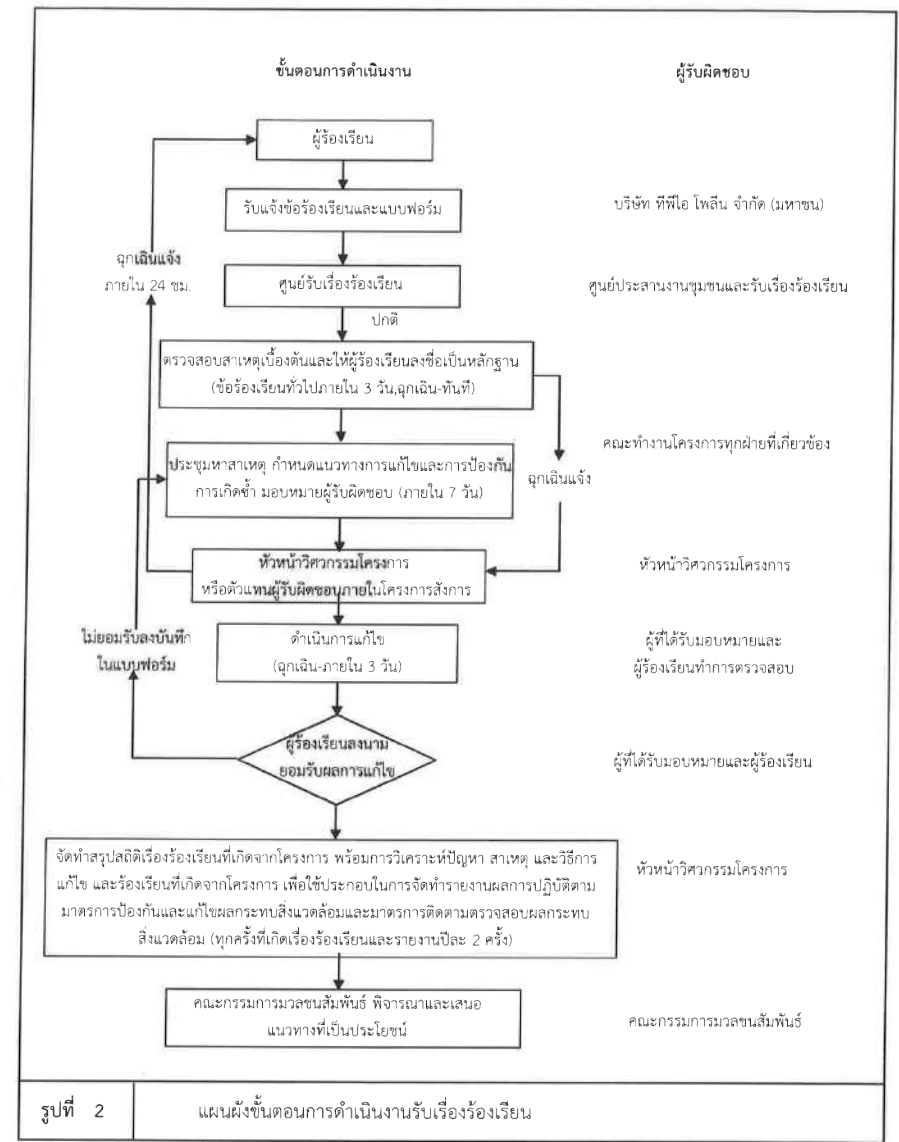 ขั้นตอนการดำเนินงาน
ผู้รับผิดชอบ
ผู้ร้องเรียน
รับแจ้งข้อร้องเรียนและแบบฟอร์ม
บริษัท ทีพีไอ โพลีน จำกัด (มหาชน)
ฉุกเฉินแจ้ง
ภายใน 24 ชม.
ศูนย์รับเรื่องร้องเรียน
ศูนย์ประสานงานชุมชนและรับเรื่องร้องเรียน
ปกติ
ตรวจสอบสาเหตุเบื้องต้นและให้ผู้ร้องเรียนลงชื่อเป็นหลักฐาน
(ข้อร้องเรียนทั่วไปภายใน 3 วัน,ฉุกเฉิน-ทันที)
คณะทำงานโครงการทุกฝ่ายที่เกี่ยวข้อง
ประชุมหาสาเหตุ กำหนดแนวทางการแก้ไขและการป้องกัน
การเกิดซ้ำ มอบหมายผู้รับผิดชอบ (ภายใน 7 วัน)
ฉุกเฉินแจ้ง
หัวหน้าวิศวกรรมโครงการ
หรือตัวแทนผู้รับผิดชอบภายในโครงการสั่งการ
หัวหน้าวิศวกรรมโครงการ
ไม่ยอมรับลงบันทึก
ในแบบฟอร์ม
ดำเนินการแก้ไข
(ฉุกเฉิน-ภายใน 3 วัน)
ผู้ที่ได้รับมอบหมายและ
ผู้ร้องเรียนทำการตรวจสอบ
ผู้ร้องเรียนลงนาม
ยอมรับผลการแก้ไข
ผู้ที่ได้รับมอบหมายและผู้ร้องเรียน
จัดทำสรุปสถิติเรื่องร้องเรียนที่เกิดจากโครงการ พร้อมการวิเคราะห์ปัญหา สาเหตุ และวิธีการ
แก้ไข และร้องเรียนที่เกิดจากโครงการ เพื่อใช้ประกอบในการจัดทำรายงานผลการปฏิบัติตาม
มาตรการป้องกันและแก้ไขผลกระทบสิ่งแวดล้อมและมาตรการติดตามตรวจสอบผลกระทบ
สิ่งแวดล้อม (ทุกครั้งที่เกิดเรื่องร้องเรียนและรายงานปีละ 2 ครั้ง)
หัวหน้าวิศวกรรมโครงการ
คณะกรรมการมวลชนสัมพันธ์ พิจารณาและเสนอ
แนวทางที่เป็นประโยชน์
คณะกรรมการมวลชนสัมพันธ์
รูปที่ 2
แผนผังขั้นตอนการดำเนินงานรับเรื่องร้องเรียน